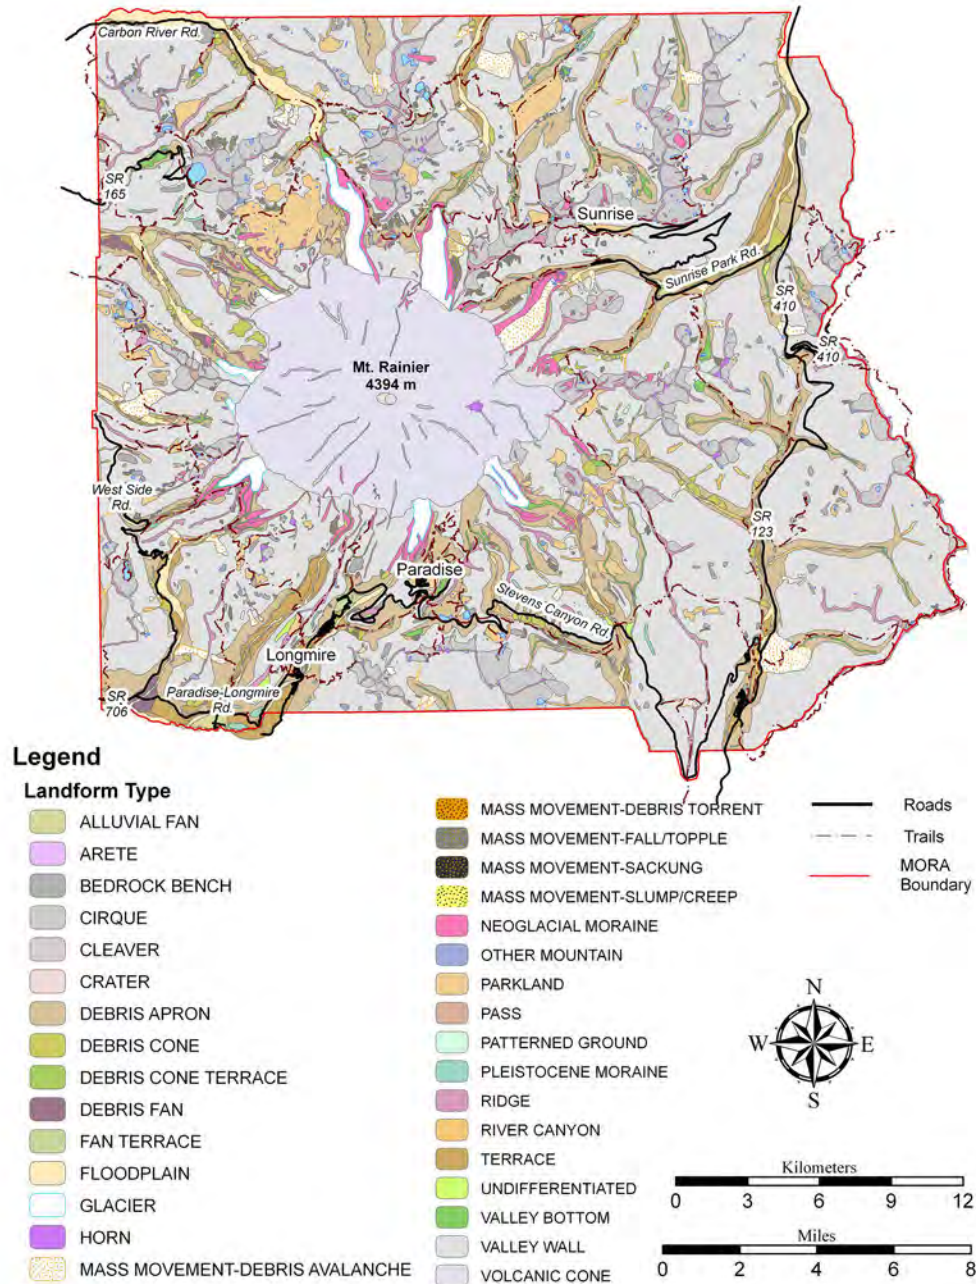 Carbon River Rd.
SR
165
Sunrise
Sunrise Park Rd.
SR
410
SR
410
Mt. Rainier
4394 m
West Side
Rd.
SR
123
Paradise
Stevens Canyon Rd.
Longmire
Paradise-Longmire
Rd.
SR
706
Legend
Landform Type
ALLUVIAL FAN
ARETE
BEDROCK BENCH
CIRQUE
CLEAVER
CRATER
DEBRIS APRON
DEBRIS CONE
DEBRIS CONE TERRACE
DEBRIS FAN
FAN TERRACE
FLOODPLAIN
GLACIER
HORN
MASS MOVEMENT-DEBRIS AVALANCHE
MASS MOVEMENT-DEBRIS TORRENT
MASS MOVEMENT-FALL/TOPPLE
MASS MOVEMENT-SACKUNG
MASS MOVEMENT-SLUMP/CREEP
NEOGLACIAL MORAINE
OTHER MOUNTAIN
PARKLAND
PASS
PATTERNED GROUND
PLEISTOCENE MORAINE
RIDGE
RIVER CANYON
TERRACE
UNDIFFERENTIATED
VALLEY BOTTOM
VALLEY WALL
VOLCANIC CONE
Roads
Trails
MORA
Boundary
N
W E
S
Kilometers
0 3 6 9 12
Miles
0 2 4 6 8